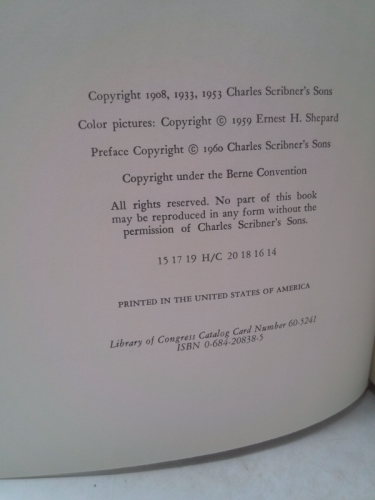 Copyright 1908, 1933, 1953 Charles Scribner's Sons
Color pictures: Copyright © 1959 Ernest H. Shepard
Preface Copyright © 1960 Charles Scribner's Sons
Copyright under the Berne Convention
All rights reserved. No part of this book
may be reproduced in any form without the
permission of Charles Scribner's Sons.
15 17 19 H/C 20 18 16 14
PRINTED IN THE UNITED STATES OF AMERICA
Library of Congress Catalog Card Number 60-5241
ISBN 0-684-20838-5